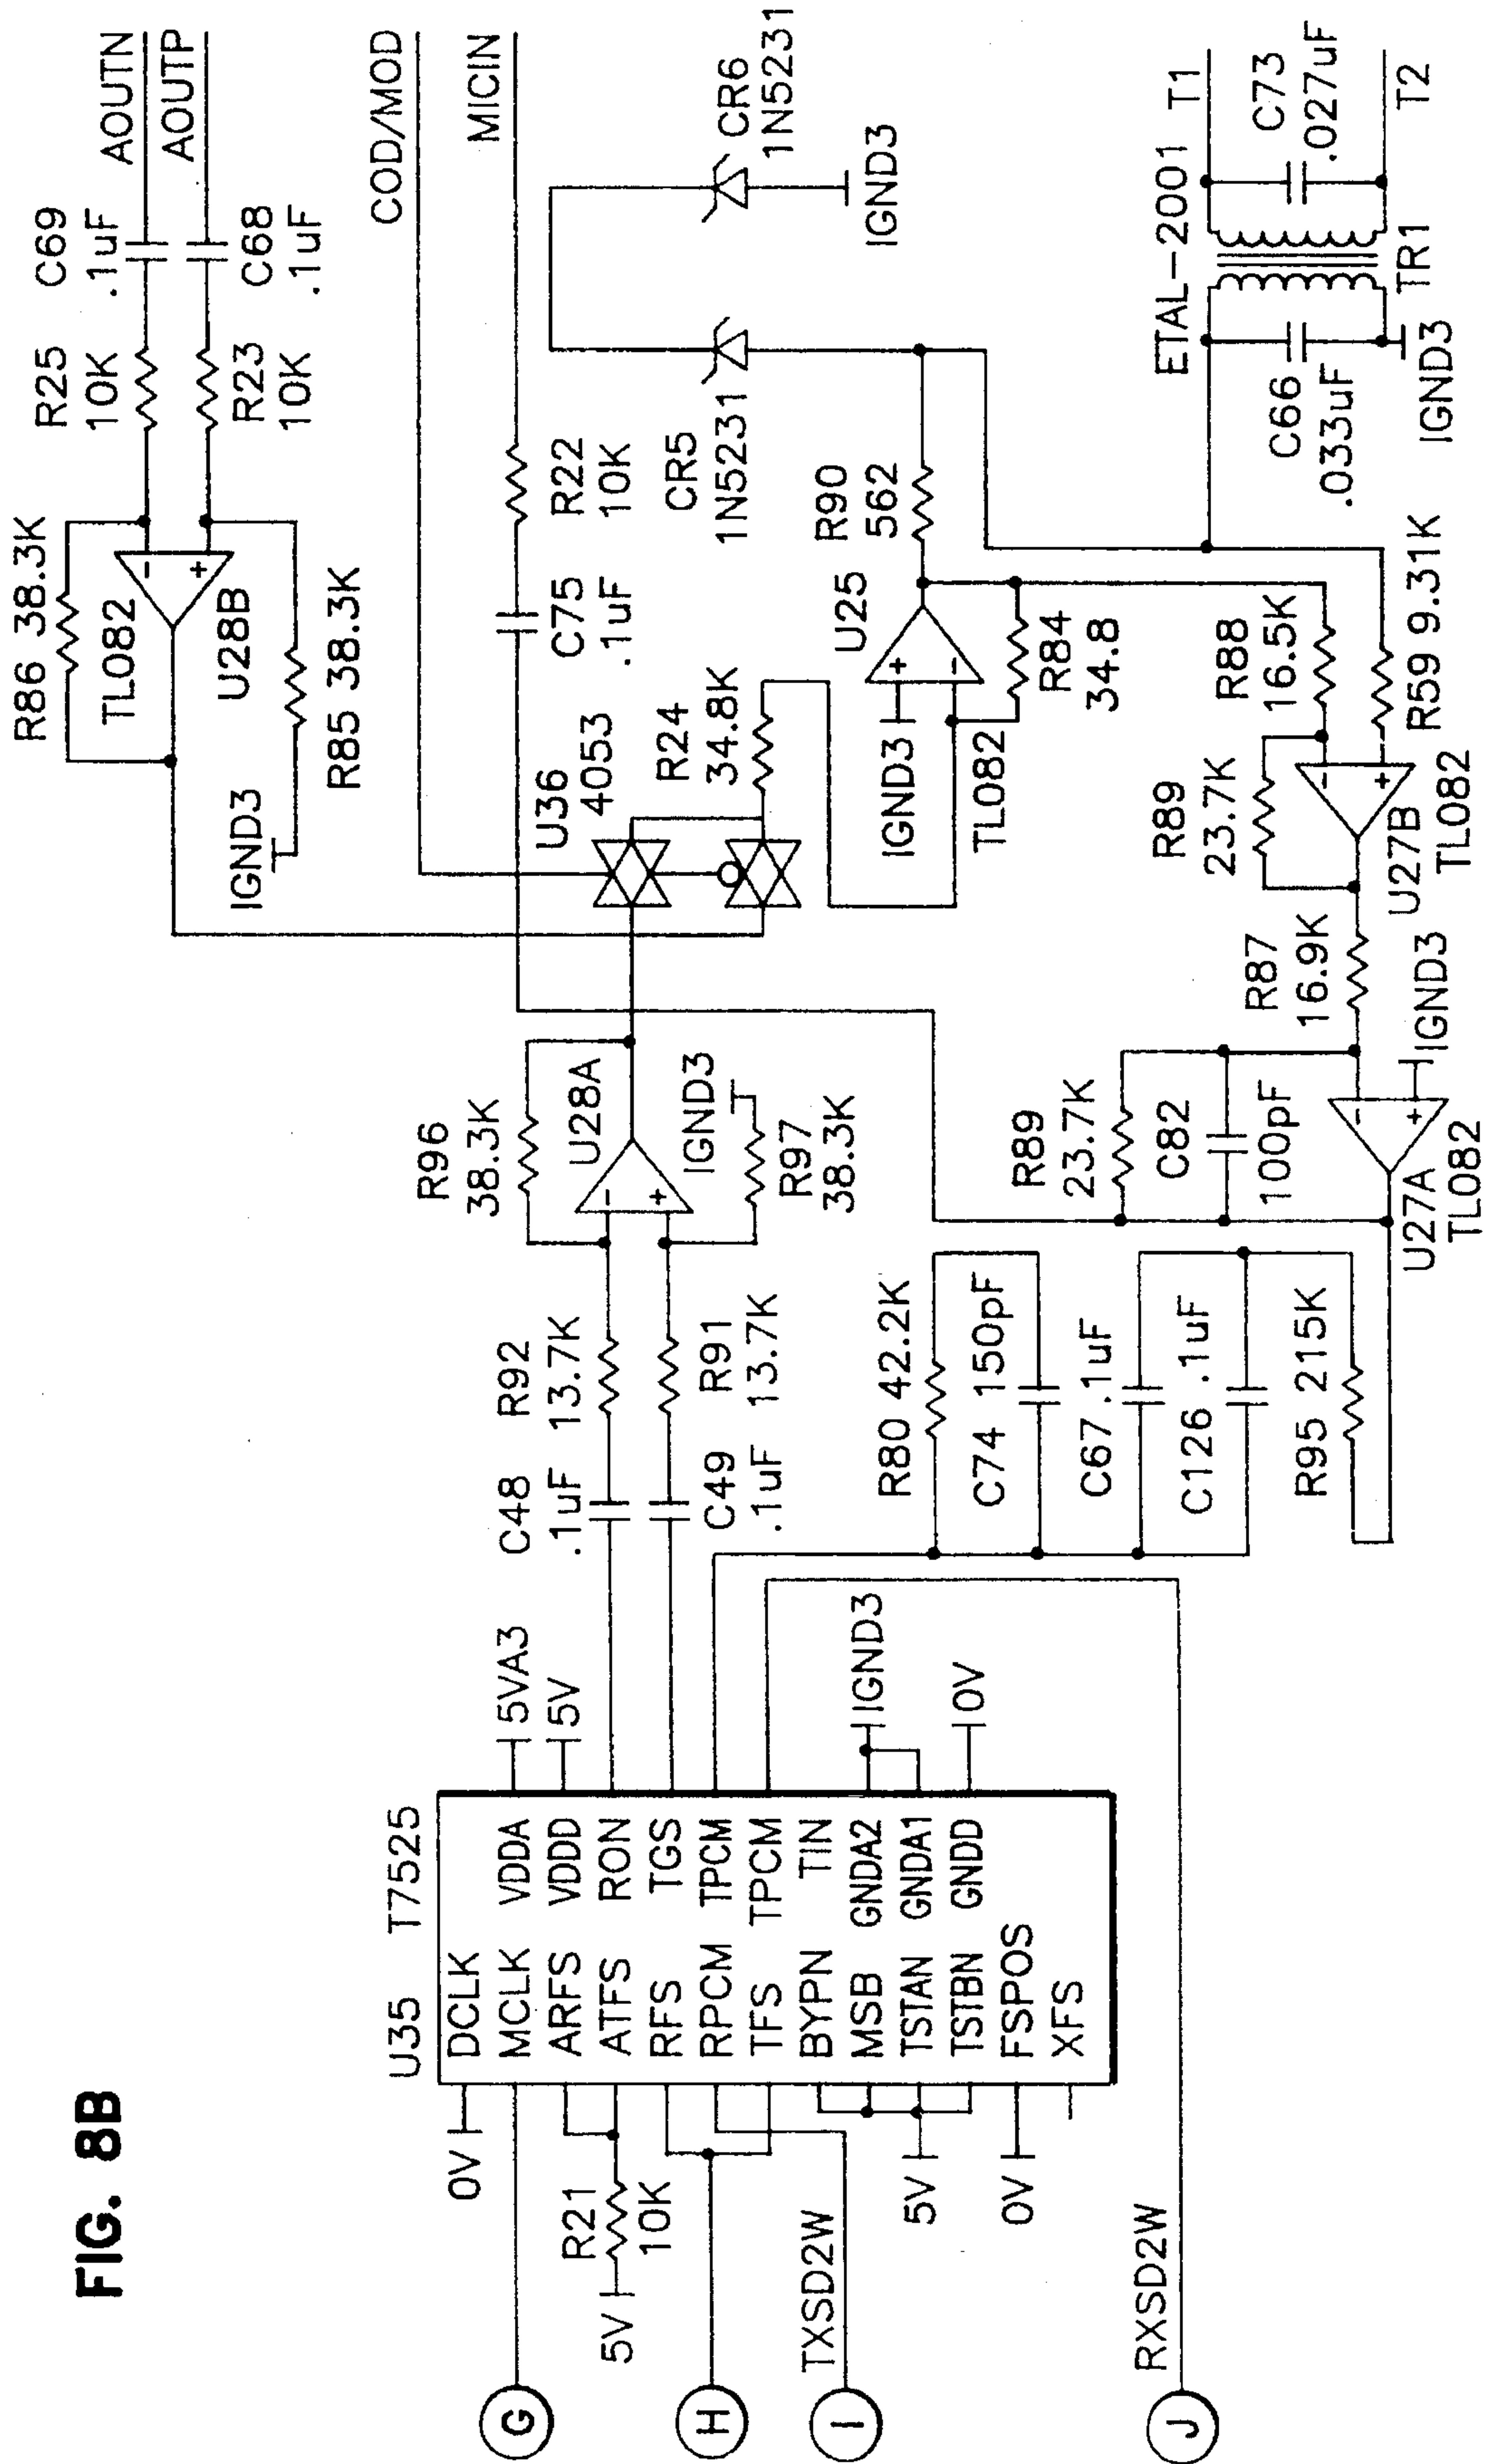 FIG. 8B
U35 T7525
DCLK
MCLK VDDA
ARFS VDDD
ATFS RON
RFS TGS
RPCM TPCM
TFS TPCM
BYPN TIN
MSB GNDA2
TSTAN GNDA1
TSTBN GNDD
FSPOS
XFS
0V
G
R21
10K
5V
H
TXSD2W
I
5V
0V
RXSD2W
J
5VA3
5V
IGND3
0V
C48 R92
.1uF 13.7K
C49 R91
.1uF 13.7K
R96
38.3K
U28A
-
+
IGND3
R97
38.3K
R80 42.2K
C74 150pF
C67 .1uF
C126 .1uF
R95 215K
R89
23.7K
C82
100pF
-
+
IGND3
U27A
TL082
R87
16.9K
R89
23.7K
-
+
U27B
TL082
R88
16.5K
R59 9.31K
U36
4053
R24
34.8K
IGND3
TL082
+
-
U25
R84
34.8
R90
562
R86 38.3K
TL082
-
+
U28B
IGND3
R85 38.3K
R25
10K
C69
.1uF
AOUTN
AOUTP
R23
10K
C68
.1uF
COD/MOD
MICIN
C75
.1uF
R22
10K
CR5
1N5231
CR6
1N5231
IGND3
ETAL-2001
T1
C73
.027uF
T2
TR1
C66
.033uF
IGND3